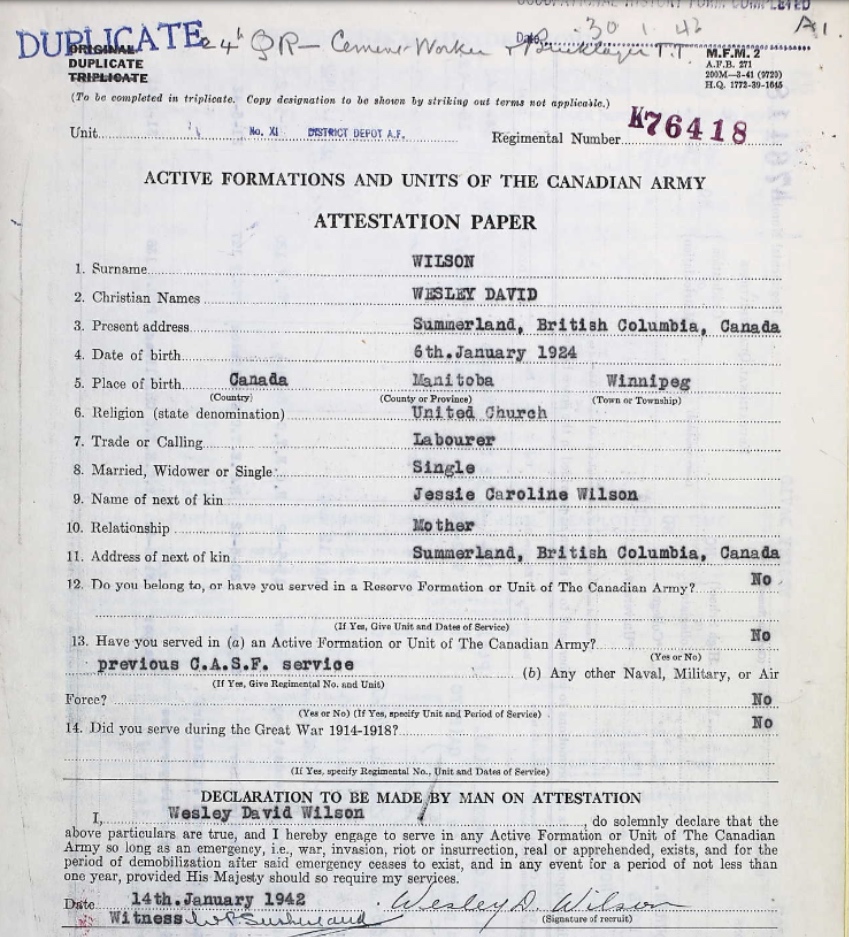 OCCUPATIONAL HISTORY FORM COMPLETED
DUPLICATE
QR - Cement Worker + Bricklayer T.T.
Date 30 1 42
A1.
ORIGINAL
DUPLICATE
TRIPLICATE
M.F.M. 2
A.F.B. 271
200M-3-41 (9729)
H.Q. 1772-39-1645
(To be completed in triplicate. Copy designation to be shown by striking out terms not applicable.)
Unit No. XI DISTRICT DEPOT A.F. Regimental Number K76418
ACTIVE FORMATIONS AND UNITS OF THE CANADIAN ARMY
ATTESTATION PAPER
1. Surname WILSON
2. Christian Names WESLEY DAVID
3. Present address Summerland, British Columbia, Canada
4. Date of birth 6th.January 1924
5. Place of birth Canada Manitoba Winnipeg
(Country) (County or Province) (Town or Township)
6. Religion (state denomination) United Church
7. Trade or Calling Labourer
8. Married, Widower or Single Single
9. Name of next of kin Jessie Caroline Wilson
10. Relationship Mother
11. Address of next of kin Summerland, British Columbia, Canada
12. Do you belong to, or have you served in a Reserve Formation or Unit of The Canadian Army? No
(If Yes, Give Unit and Dates of Service)
13. Have you served in (a) an Active Formation or Unit of The Canadian Army? No
(Yes or No)
previous C.A.S.F. service (b) Any other Naval, Military, or Air
(If Yes, Give Regimental No. and Unit)
Force? No
(Yes or No) (If Yes, specify Unit and Period of Service)
14. Did you serve during the Great War 1914-1918? No
(If Yes, specify Regimental No., Unit and Dates of Service)
DECLARATION TO BE MADE BY MAN ON ATTESTATION
I, Wesley David Wilson, do solemnly declare that the
above particulars are true, and I hereby engage to serve in any Active Formation or Unit of The Canadian
Army so long as an emergency, i.e., war, invasion, riot or insurrection, real or apprehended, exists, and for the
period of demobilization after said emergency ceases to exist, and in any event for a period of not less than
one year, provided His Majesty should so require my services.
Date 14th.January 1942 Wesley D. Wilson
(Signature of recruit)
Witness